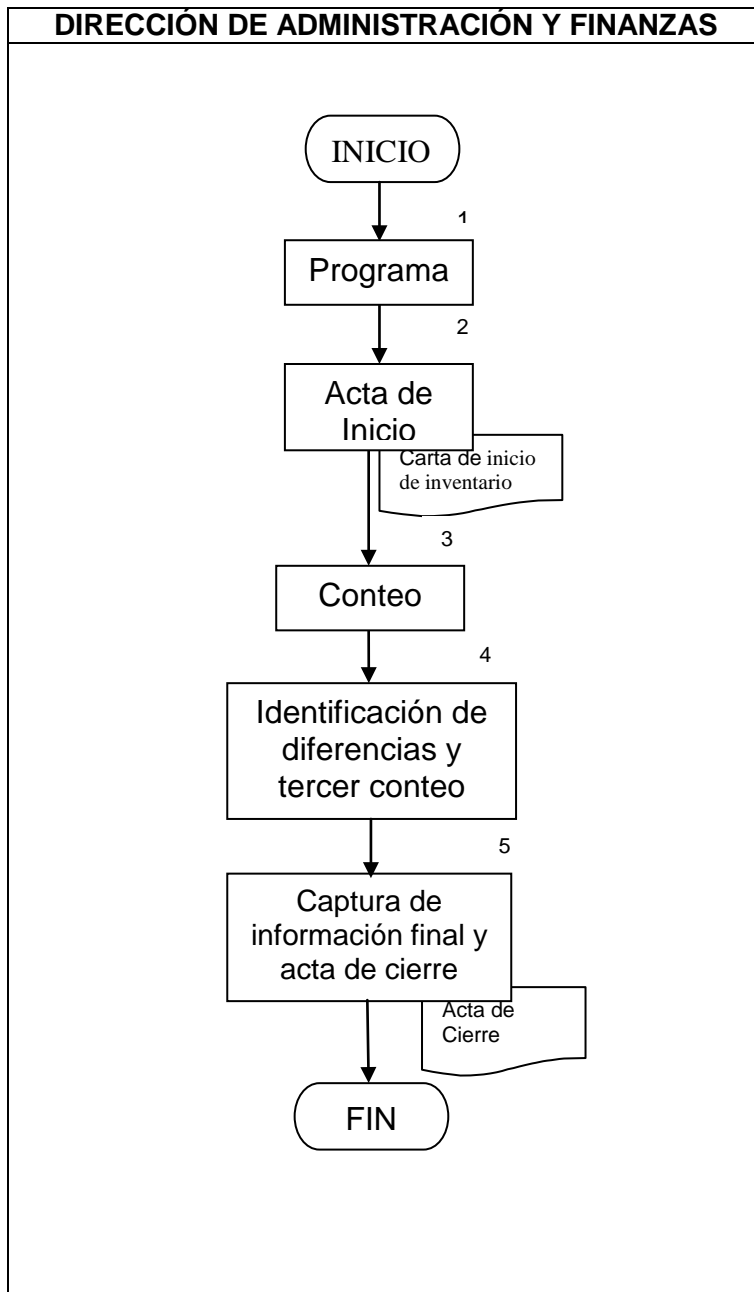 DIRECCIÓN DE ADMINISTRACIÓN Y FINANZAS
INICIO
1
Programa
2
Acta de
Inicio
Carta de inicio
de inventario
3
Conteo
4
Identificación de
diferencias y
tercer conteo
5
Captura de
información final y
acta de cierre
Acta de
Cierre
FIN